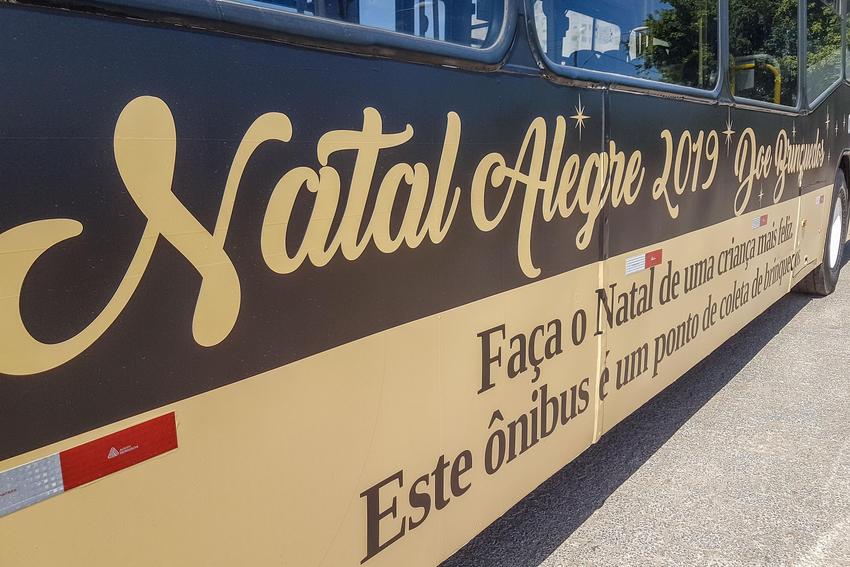 Natal Alegre 2019 Doe Brinquedos
Faça o Natal de uma criança mais feliz.
Este ônibus é um ponto de coleta de brinquedos.